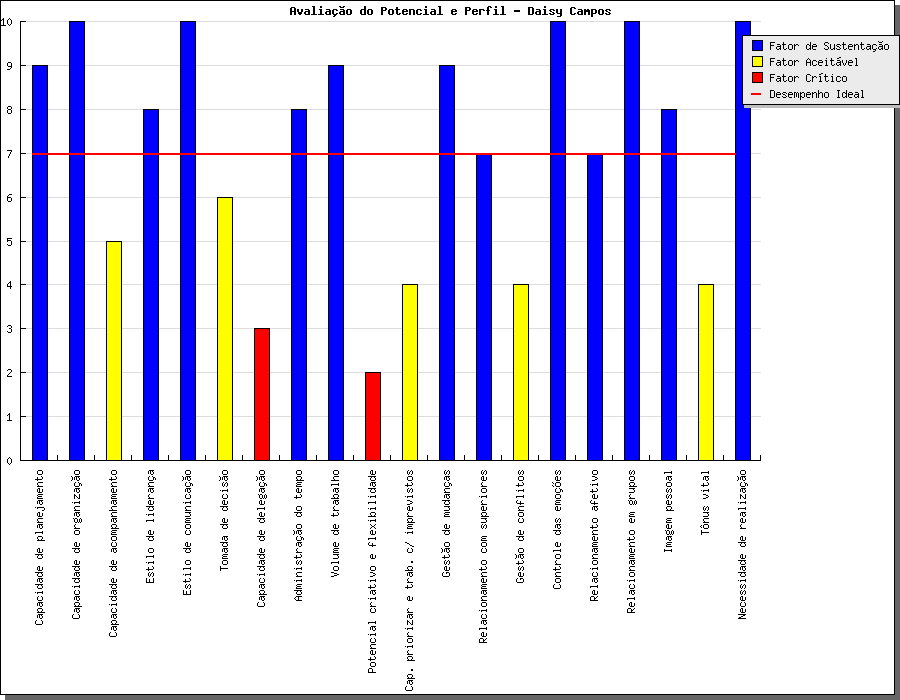 Avaliação do Potencial e Perfil - Daisy Campos
10
9
8
7
6
5
4
3
2
1
0
Fator de Sustentação
Fator Aceitável
Fator Crítico
Desempenho Ideal
Capacidade de planejamento
Capacidade de organização
Capacidade de acompanhamento
Estilo de liderança
Estilo de comunicação
Tomada de decisão
Capacidade de delegação
Administração do tempo
Volume de trabalho
Potencial criativo e flexibilidade
Cap. priorizar e trab. c/ imprevistos
Gestão de mudanças
Relacionamento com superiores
Gestão de conflitos
Controle das emoções
Relacionamento afetivo
Relacionamento em grupos
Imagem pessoal
Tônus vital
Necessidade de realização